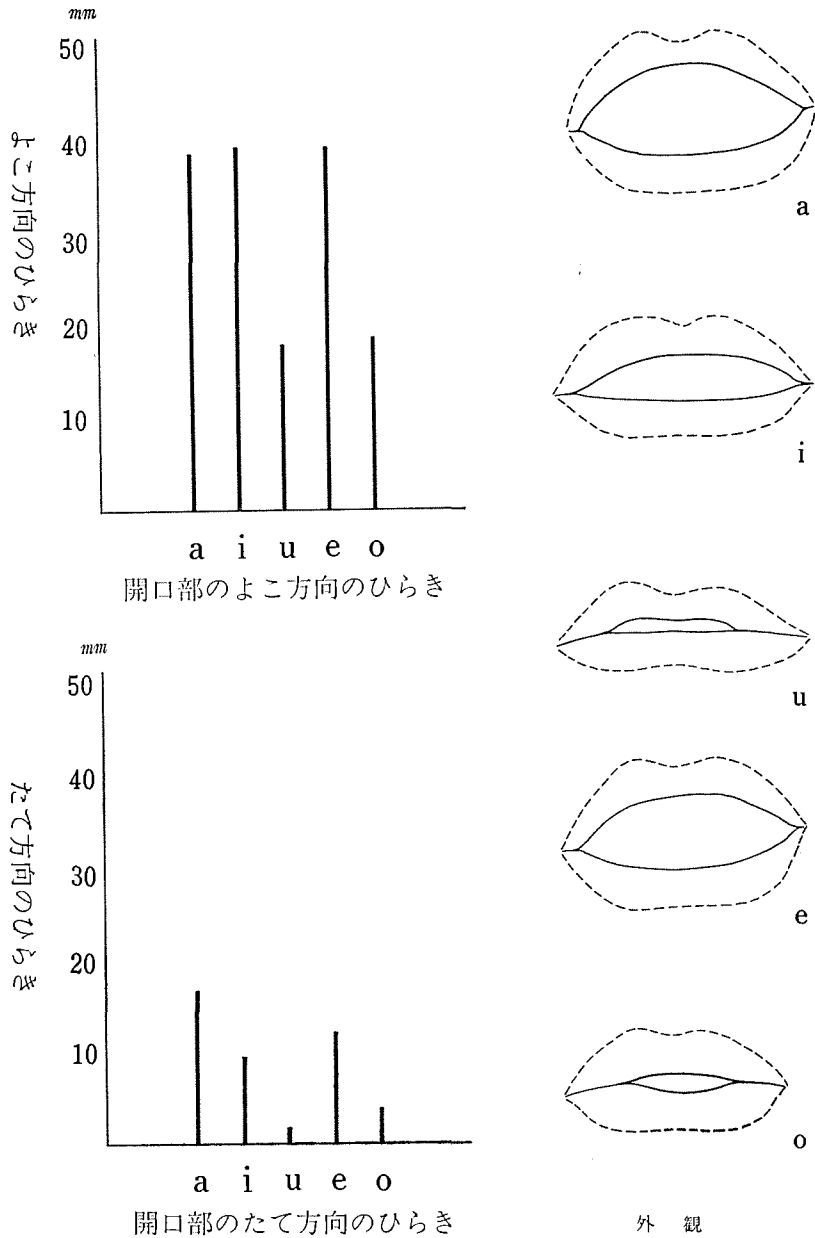 mm
50
40
30
20
10
よこ方向のひらき
a i u e o
開口部のよこ方向のひらき
mm
50
40
30
20
10
たて方向のひらき
a i u e o
開口部のたて方向のひらき
a
i
u
e
o
外観